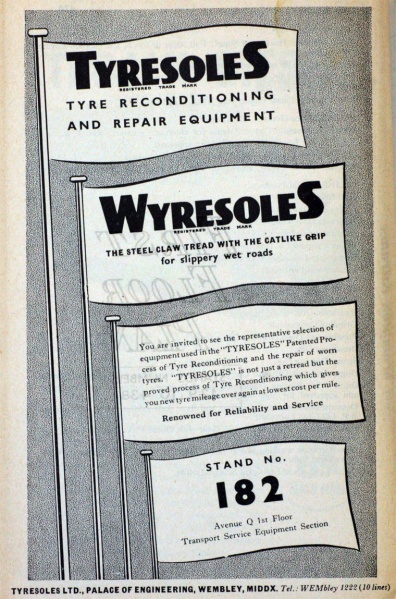 TYRESOLES
REGISTERED TRADE MARK
TYRE RECONDITIONING
AND REPAIR EQUIPMENT
WYRESOLES
REGISTERED TRADE MARK
THE STEEL CLAW TREAD WITH THE CATLIKE GRIP
for slippery wet roads
You are invited to see the representative selection of
equipment used in the "TYRESOLES" Patented Pro-
cess of Tyre Reconditioning and the repair of worn
tyres. "TYRESOLES" is not just a retread but the
proved process of Tyre Reconditioning which gives
you new tyre mileage over again at lowest cost per mile.
Renowned for Reliability and Service
STAND No.
182
Avenue Q 1st Floor
Transport Service Equipment Section
TYRESOLES LTD., PALACE OF ENGINEERING, WEMBLEY, MIDDX. Tel.: WEMbley 1222 (10 lines)